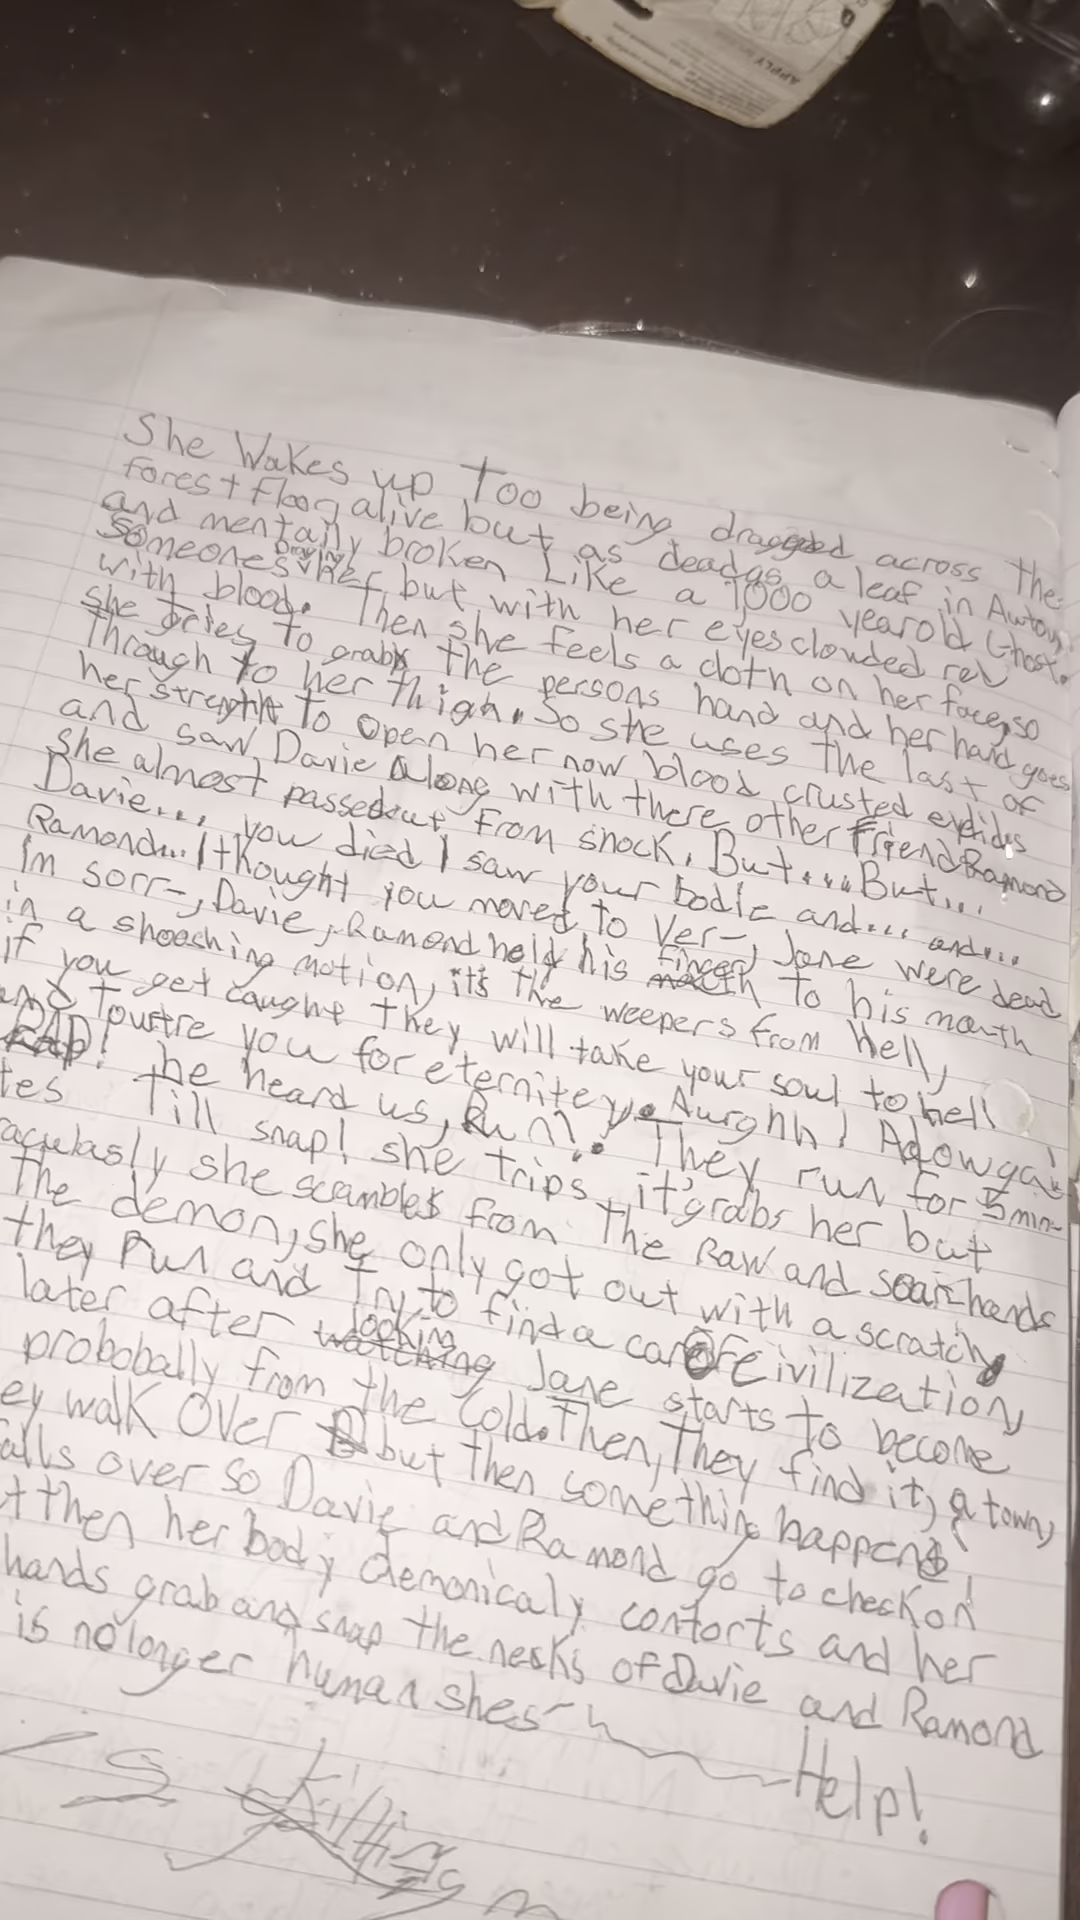 APPLY
She Wakes up Too being dragged across the
forest floor, alive but as dead as a leaf in Autoum
and mentally broken Like a 1000 year old Ghost.
Someones Draging her, but with her eyes clouded red
with blood. Then she feels a cloth on her face, so
she tries to grab the persons hand and her hand goes
Through to her thigh. So she uses the last of
her strenght to open her now blood crusted eyelids
and saw Davie along with there other friend Ramond
She almost passed out from shock. But... But...
Davie... you died I saw your bodie and... and...
Ramond... I thought you moved to Ver-, Jane were dead
Im sorr-, Davie, Ramond held his finger to his mouth
in a shooshing motion, it's the weepers from hell,
if you get caught they will take your soul to hell
and tourtre you for eternitey. Aurghh!
he heard us, Run! They run for 5 min-
tes Till snap! she trips, it grabs her but
raculasly she scrambles from the Raw and hands
The demon, she only got out with a scratch
they Run and Try to find a car Or Civilization,
later after looking Jane starts to become
probobally from the Cold. Then, They find it, a town,
ey walk Over but then something happens!
alls over so Davie and Ramond go to check on
t then her body demonicaly contorts and her
hands grab and snap the necks of Davie and Ramond
is no longer human shes-
Help!
killing